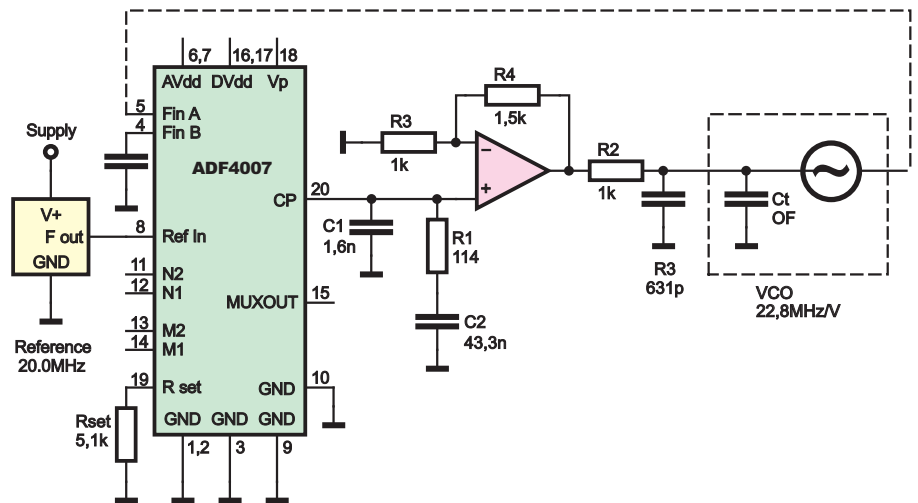 6,7
16,17
18
AVdd
DVdd
Vp
5
Fin A
4
Fin B
ADF4007
20
CP
8
Ref In
11
N2
12
N1
MUXOUT
15
13
M2
14
M1
19
R set
GND
10
GND
GND
GND
1,2
3
9
Supply
V+
F out
GND
Reference
20.0MHz
Rset
5,1k
C1
1,6n
R1
114
C2
43,3n
R3
1k
R4
1,5k
−
+
R2
1k
R3
631p
Ct
OF
VCO
22,8MHz/V